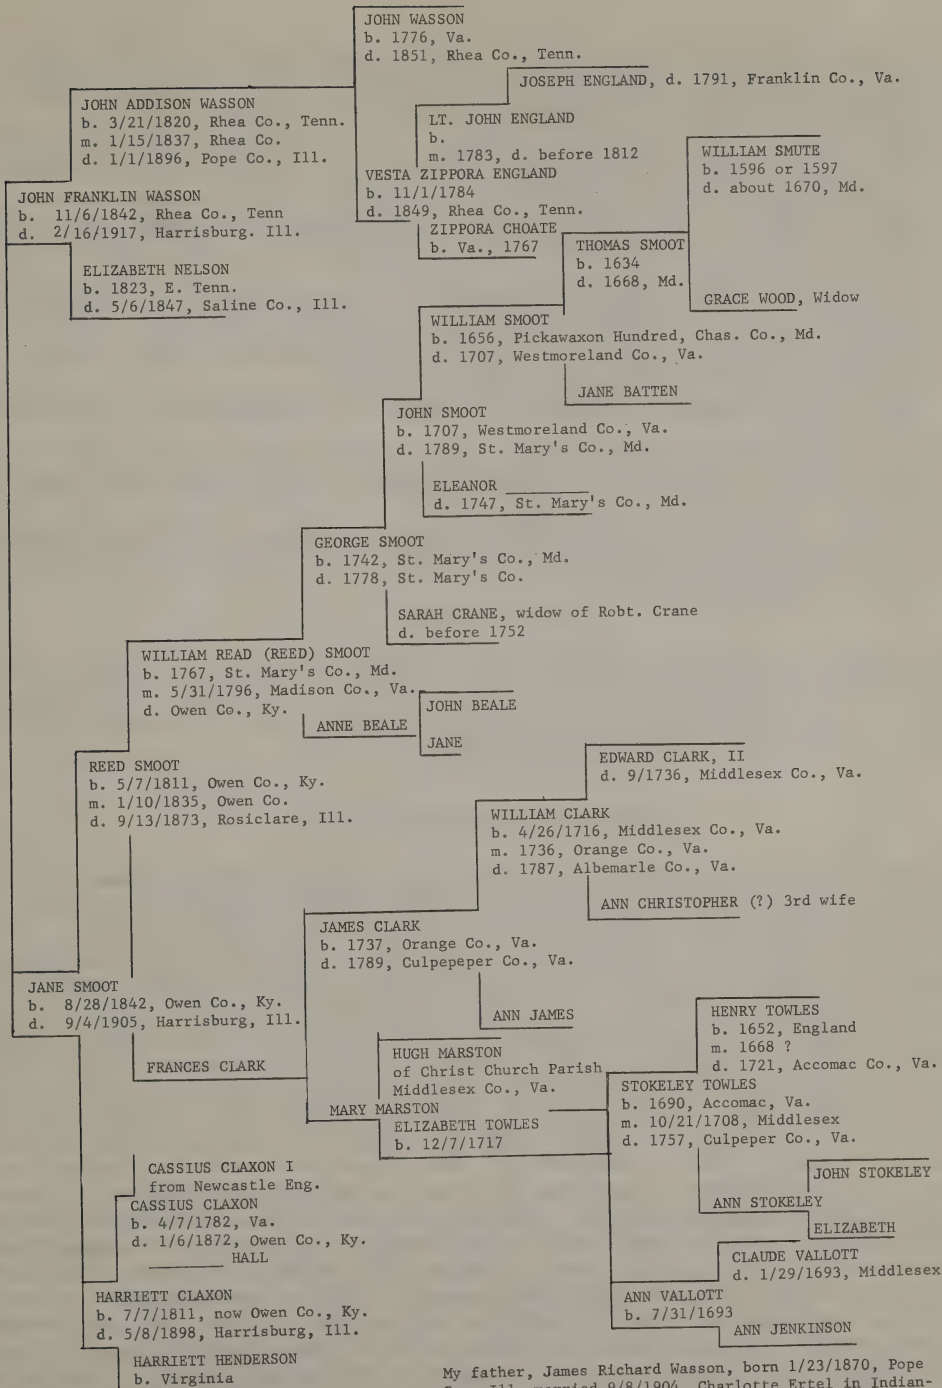 JOHN WASSON
b. 1776, Va.
d. 1851, Rhea Co., Tenn.
JOSEPH ENGLAND, d. 1791, Franklin Co., Va.
JOHN ADDISON WASSON
b. 3/21/1820, Rhea Co., Tenn.
m. 1/15/1837, Rhea Co.
d. 1/1/1896, Pope Co., Ill.
LT. JOHN ENGLAND
b.
m. 1783, d. before 1812
WILLIAM SMUTE
b. 1596 or 1597
d. about 1670, Md.
VESTA ZIPPORA ENGLAND
b. 11/1/1784
d. 1849, Rhea Co., Tenn.
JOHN FRANKLIN WASSON
b. 11/6/1842, Rhea Co., Tenn
d. 2/16/1917, Harrisburg. Ill.
ZIPPORA CHOATE
b. Va., 1767
THOMAS SMOOT
b. 1634
d. 1668, Md.
ELIZABETH NELSON
b. 1823, E. Tenn.
d. 5/6/1847, Saline Co., Ill.
GRACE WOOD, Widow
WILLIAM SMOOT
b. 1656, Pickawaxon Hundred, Chas. Co., Md.
d. 1707, Westmoreland Co., Va.
JANE BATTEN
JOHN SMOOT
b. 1707, Westmoreland Co., Va.
d. 1789, St. Mary's Co., Md.
ELEANOR ________
d. 1747, St. Mary's Co., Md.
GEORGE SMOOT
b. 1742, St. Mary's Co., Md.
d. 1778, St. Mary's Co.
SARAH CRANE, widow of Robt. Crane
d. before 1752
WILLIAM READ (REED) SMOOT
b. 1767, St. Mary's Co., Md.
m. 5/31/1796, Madison Co., Va.
d. Owen Co., Ky.
JOHN BEALE
ANNE BEALE
JANE
REED SMOOT
b. 5/7/1811, Owen Co., Ky.
m. 1/10/1835, Owen Co.
d. 9/13/1873, Rosiclare, Ill.
EDWARD CLARK, II
d. 9/1736, Middlesex Co., Va.
WILLIAM CLARK
b. 4/26/1716, Middlesex Co., Va.
m. 1736, Orange Co., Va.
d. 1787, Albemarle Co., Va.
ANN CHRISTOPHER (?) 3rd wife
JAMES CLARK
b. 1737, Orange Co., Va.
d. 1789, Culpepeper Co., Va.
JANE SMOOT
b. 8/28/1842, Owen Co., Ky.
d. 9/4/1905, Harrisburg, Ill.
ANN JAMES
HENRY TOWLES
b. 1652, England
m. 1668 ?
d. 1721, Accomac Co., Va.
FRANCES CLARK
HUGH MARSTON
of Christ Church Parish
Middlesex Co., Va.
STOKELEY TOWLES
b. 1690, Accomac, Va.
m. 10/21/1708, Middlesex
d. 1757, Culpeper Co., Va.
MARY MARSTON
ELIZABETH TOWLES
b. 12/7/1717
JOHN STOKELEY
ANN STOKELEY
ELIZABETH
CASSIUS CLAXON I
from Newcastle Eng.
CASSIUS CLAXON
b. 4/7/1782, Va.
d. 1/6/1872, Owen Co., Ky.
________ HALL
CLAUDE VALLOTT
d. 1/29/1693, Middlesex
ANN VALLOTT
b. 7/31/1693
ANN JENKINSON
HARRIETT CLAXON
b. 7/7/1811, now Owen Co., Ky.
d. 5/8/1898, Harrisburg, Ill.
HARRIETT HENDERSON
b. Virginia
My father, James Richard Wasson, born 1/23/1870, Pope
Ill. married 9/8/1904, Charlotte Ertel in Indian-